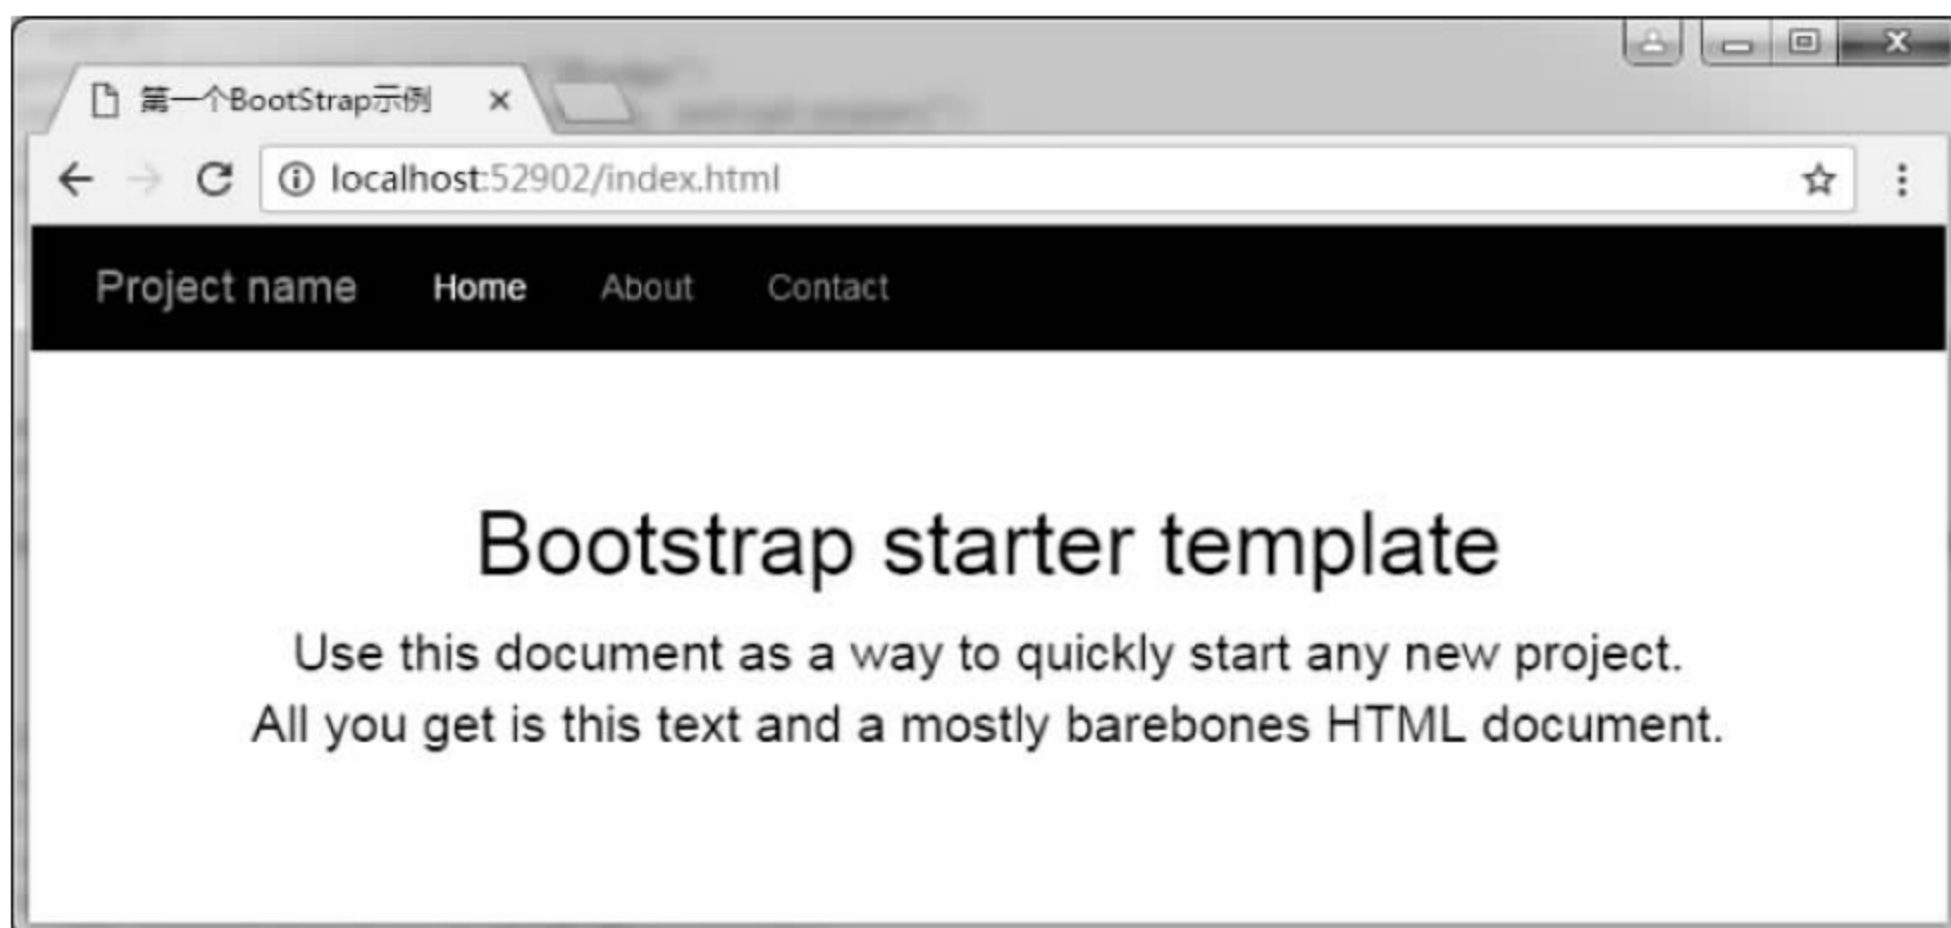 第一个BootStrap示例
localhost:52902/index.html
Project name Home About Contact
Bootstrap starter template
Use this document as a way to quickly start any new project.
All you get is this text and a mostly barebones HTML document.